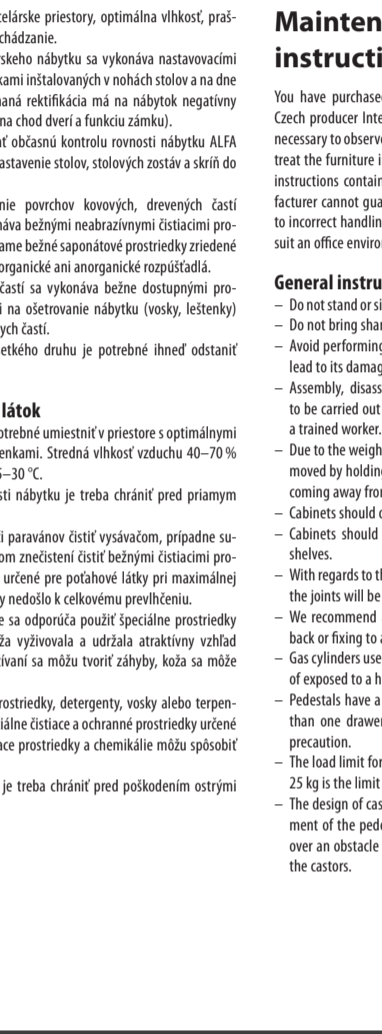 elárske priestory, optimálna vlhkosť, praš-
chádzanie.
rskeho nábytku sa vykonáva nastavovacími
kami inštalovaných v nohách stolov a na dne
naná rektifikácia má na nábytok negatívny
na chod dverí a funkciu zámku).
ať občasnú kontrolu rovnosti nábytku ALFA
astavenie stolov, stolových zostáv a skríň do
nie povrchov kovových, drevených častí
náva bežnými neabrazívnymi čistiacimi pro-
ame bežné saponátové prostriedky zriedené
organické ani anorganické rozpúšťadlá.
častí sa vykonáva bežne dostupnými pro-
i na ošetrovanie nábytku (vosky, leštenky)
ych častí.
etkého druhu je potrebné ihneď odstaniť
látok
otrebné umiestniť v priestore s optimálnymi
enkami. Stredná vlhkosť vzduchu 40–70 %
5–30 °C.
sti nábytku je treba chrániť pred priamym
i paravánov čistiť vysávačom, prípadne su-
om znečistení čistiť bežnými čistiacimi pro-
určené pre poťahové látky pri maximálnej
y nedošlo k celkovému prevlhčeniu.
e sa odporúča použiť špeciálne prostriedky
ža vyživovala a udržala atraktívny vzhľad
ívaní sa môžu tvoriť záhyby, koža sa môže
rostriedky, detergenty, vosky alebo terpen-
iálne čistiace a ochranné prostriedky určené
ace prostriedky a chemikálie môžu spôsobiť
je treba chrániť pred poškodením ostrými
Mainten
instructi
You have purchase
Czech producer Inte
necessary to observe
treat the furniture i
instructions contain
facturer cannot gua
to incorrect handlin
suit an office enviro
General instru
– Do not stand or si
– Do not bring shar
– Avoid performing
lead to its damag
– Assembly, disass
to be carried out
a trained worker.
– Due to the weigh
moved by holdin
coming away fro
– Cabinets should c
– Cabinets should
shelves.
– With regards to th
the joints will be
– We recommend a
back or fixing to a
– Gas cylinders use
of exposed to a h
– Pedestals have a
than one drawer
precaution.
– The load limit for
25 kg is the limit
– The design of cas
ment of the pede
over an obstacle
the castors.